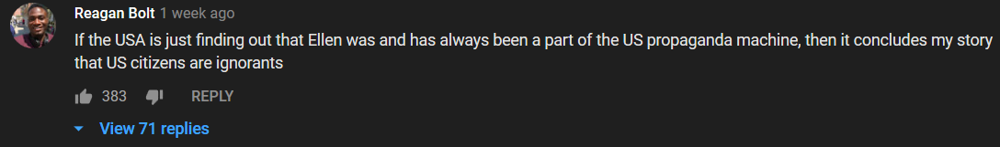 Reagan Bolt 1 week ago
If the USA is just finding out that Ellen was and has always been a part of the US propaganda machine, then it concludes my story
that US citizens are ignorants
383 REPLY
View 71 replies